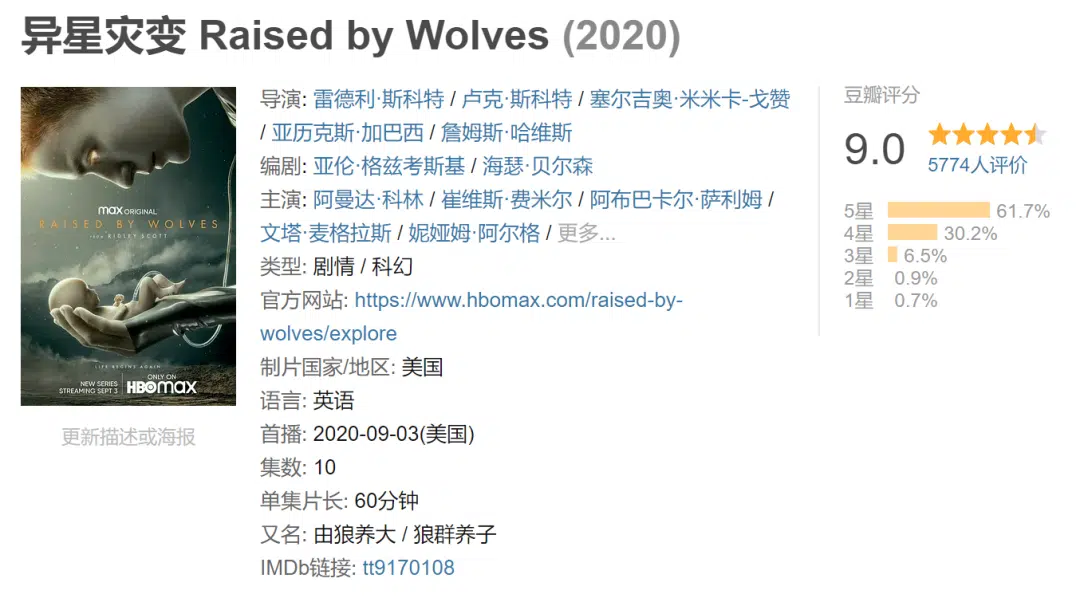 异星灾变 Raised by Wolves (2020)
max ORIGINAL
RAISED BY WOLVES
FROM RIDLEY SCOTT
LIFE BEGINS AGAIN
NEW SERIES
STREAMING SEPT 3
ONLY ON
HBOMAX
更新描述或海报
导演: 雷德利·斯科特 / 卢克·斯科特 / 塞尔吉奥·米米卡-戈赞
/ 亚历克斯·加巴西 / 詹姆斯·哈维斯
编剧: 亚伦·格兹考斯基 / 海瑟·贝尔森
主演: 阿曼达·科林 / 崔维斯·费米尔 / 阿布巴卡尔·萨利姆 /
文塔·麦格拉斯 / 妮娅姆·阿尔格 / 更多...
类型: 剧情 / 科幻
官方网站: https://www.hbomax.com/raised-by-
wolves/explore
制片国家/地区: 美国
语言: 英语
首播: 2020-09-03(美国)
集数: 10
单集片长: 60分钟
又名: 由狼养大 / 狼群养子
IMDb链接: tt9170108
豆瓣评分
9.0
5774人评价
5星 61.7%
4星 30.2%
3星 6.5%
2星 0.9%
1星 0.7%